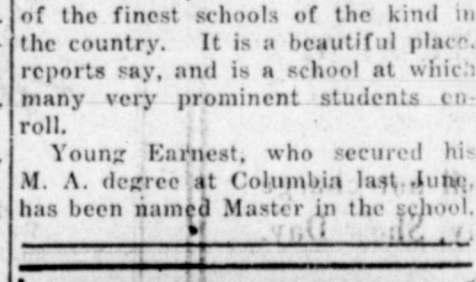 of the finest schools of the kind in
the country. It is a beautiful place,
reports say, and is a school at which
many very prominent students en-
roll.
Young Earnest, who secured his
M. A. degree at Columbia last June,
has been named Master in the school.